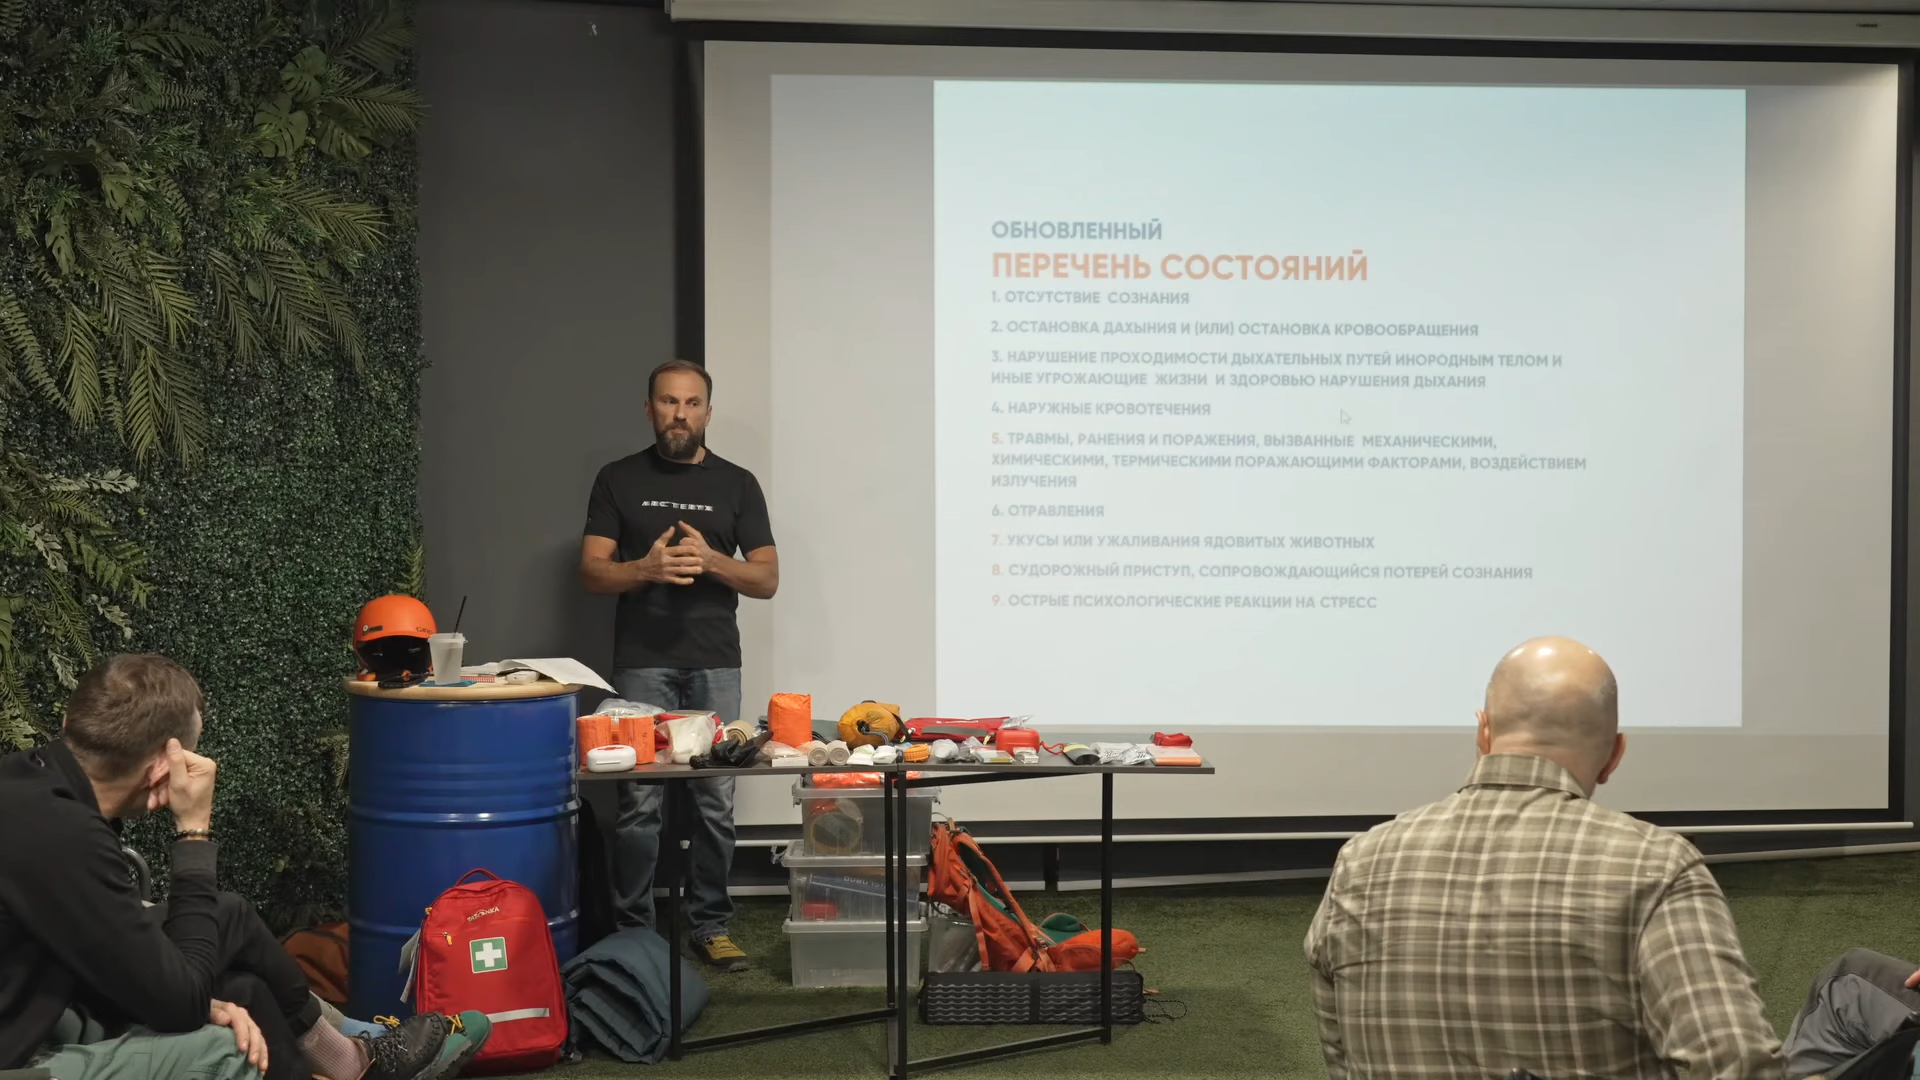 ОБНОВЛЕННЫЙ
ПЕРЕЧЕНЬ СОСТОЯНИЙ
1. ОТСУТСТВИЕ СОЗНАНИЯ
2. ОСТАНОВКА ДАХЫНИЯ И (ИЛИ) ОСТАНОВКА КРОВООБРАЩЕНИЯ
3. НАРУШЕНИЕ ПРОХОДИМОСТИ ДЫХАТЕЛЬНЫХ ПУТЕЙ ИНОРОДНЫМ ТЕЛОМ И
ИНЫЕ УГРОЖАЮЩИЕ ЖИЗНИ И ЗДОРОВЬЮ НАРУШЕНИЯ ДЫХАНИЯ
4. НАРУЖНЫЕ КРОВОТЕЧЕНИЯ
5. ТРАВМЫ, РАНЕНИЯ И ПОРАЖЕНИЯ, ВЫЗВАННЫЕ МЕХАНИЧЕСКИМИ,
ХИМИЧЕСКИМИ, ТЕРМИЧЕСКИМИ ПОРАЖАЮЩИМИ ФАКТОРАМИ, ВОЗДЕЙСТВИЕМ
ИЗЛУЧЕНИЯ
6. ОТРАВЛЕНИЯ
7. УКУСЫ ИЛИ УЖАЛИВАНИЯ ЯДОВИТЫХ ЖИВОТНЫХ
8. СУДОРОЖНЫЙ ПРИСТУП, СОПРОВОЖДАЮЩИЙСЯ ПОТЕРЕЙ СОЗНАНИЯ
9. ОСТРЫЕ ПСИХОЛОГИЧЕСКИЕ РЕАКЦИИ НА СТРЕСС
TATONKA